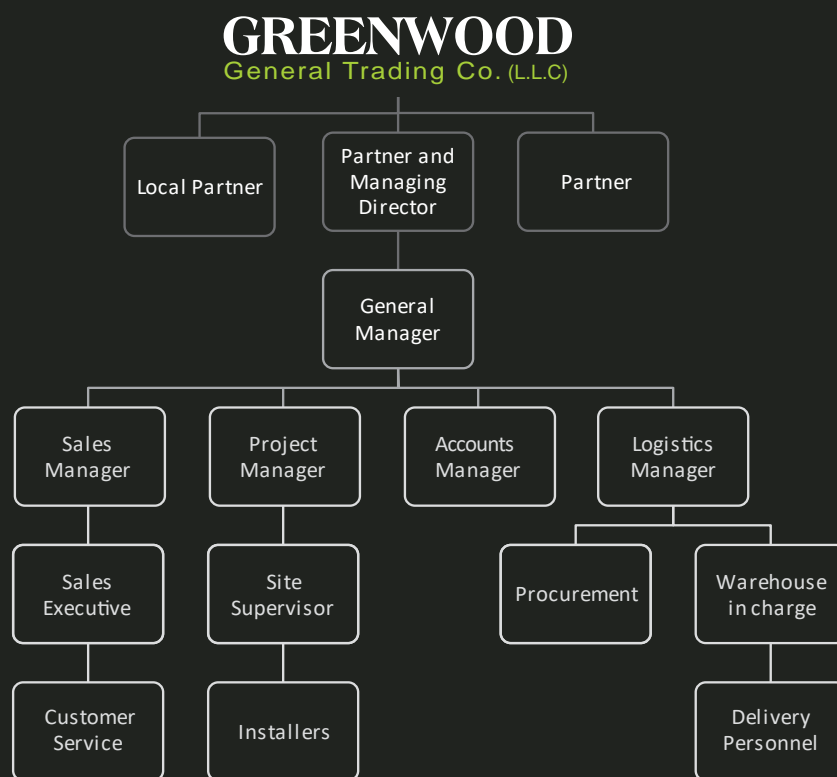 GREENWOOD
General Trading Co. (L.L.C)
Local Partner
Partner and
Managing
Director
Partner
General
Manager
Sales
Manager
Project
Manager
Accounts
Manager
Logistics
Manager
Sales
Executive
Site
Supervisor
Procurement
Warehouse
in charge
Customer
Service
Installers
Delivery
Personnel